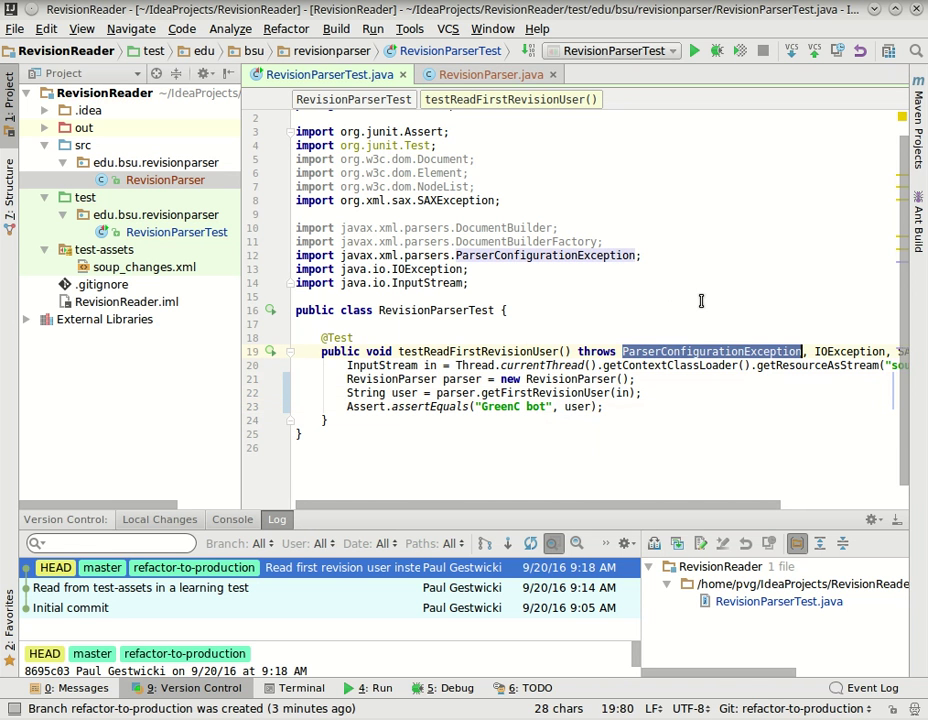 RevisionReader - [~/IdeaProjects/RevisionReader] - [RevisionReader] - ~/IdeaProjects/RevisionReader/test/edu/bsu/revisionparser/RevisionParserTest.java - I...
File Edit View Navigate Code Analyze Refactor Build Run Tools VCS Window Help
RevisionReader test edu bsu revisionparser RevisionParserTest RevisionParserTest VCS VCS
1: Project
7: Structure
2: Favorites
Project
RevisionReader ~/IdeaProjects/
.idea
out
src
edu.bsu.revisionparser
RevisionParser
test
edu.bsu.revisionparser
RevisionParserTest
test-assets
soup_changes.xml
.gitignore
RevisionReader.iml
External Libraries
RevisionParserTest.java RevisionParser.java
RevisionParserTest testReadFirstRevisionUser()
2
3 import org.junit.Assert;
4 import org.junit.Test;
5 import org.w3c.dom.Document;
6 import org.w3c.dom.Element;
7 import org.w3c.dom.NodeList;
8 import org.xml.sax.SAXException;
9
10 import javax.xml.parsers.DocumentBuilder;
11 import javax.xml.parsers.DocumentBuilderFactory;
12 import javax.xml.parsers.ParserConfigurationException;
13 import java.io.IOException;
14 import java.io.InputStream;
15
16 public class RevisionParserTest {
17
18 @Test
19 public void testReadFirstRevisionUser() throws ParserConfigurationException, IOException,
20 InputStream in = Thread.currentThread().getContextClassLoader().getResourceAsStream("so
21 RevisionParser parser = new RevisionParser();
22 String user = parser.getFirstRevisionUser(in);
23 Assert.assertEquals("GreenC bot", user);
24 }
25 }
26
Maven Projects
Ant Build
Version Control: Local Changes Console Log
Branch: All User: All Date: All Paths: All
HEAD master refactor-to-production Read first revision user inste Paul Gestwicki 9/20/16 9:18 AM
Read from test-assets in a learning test Paul Gestwicki 9/20/16 9:14 AM
Initial commit Paul Gestwicki 9/20/16 9:05 AM
HEAD master refactor-to-production
8695c03 Paul Gestwicki on 9/20/16 at 9:18 AM
RevisionReader 1 file
/home/pvg/IdeaProjects/RevisionReade
RevisionParserTest.java
0: Messages 9: Version Control Terminal 4: Run 5: Debug 6: TODO Event Log
Branch refactor-to-production was created (3 minutes ago) 28 chars 19:80 LF UTF-8 Git: refactor-to-production